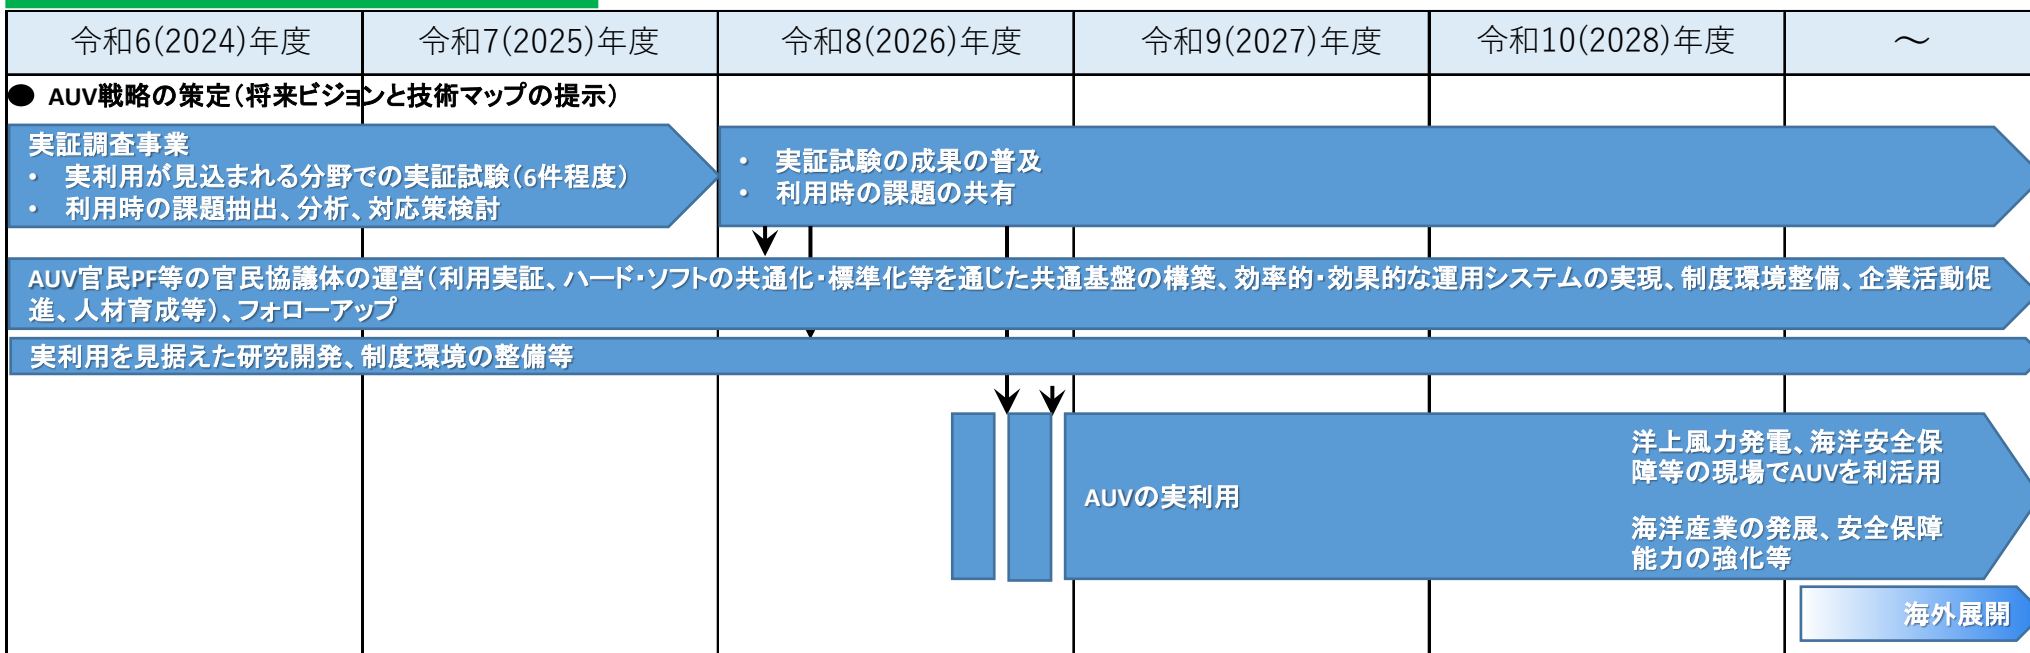 令和6(2024)年度
令和7(2025)年度
令和8(2026)年度
令和9(2027)年度
令和10(2028)年度
～
● AUV戦略の策定（将来ビジョンと技術マップの提示）
実証調査事業
• 実利用が見込まれる分野での実証試験（6件程度）
• 利用時の課題抽出、分析、対応策検討
• 実証試験の成果の普及
• 利用時の課題の共有
AUV官民PF等の官民協議体の運営（利用実証、ハード・ソフトの共通化・標準化等を通じた共通基盤の構築、効率的・効果的な運用システムの実現、制度環境整備、企業活動促
進、人材育成等）、フォローアップ
実利用を見据えた研究開発、制度環境の整備等
AUVの実利用
洋上風力発電、海洋安全保
障等の現場でAUVを利活用
海洋産業の発展、安全保障
能力の強化等
海外展開